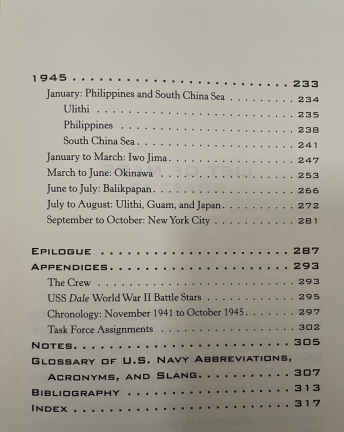 1945 . . . . . . . . . . . . . . . . . . . . . . . . . 233
January: Philippines and South China Sea . . . . . . . . 234
Ulithi . . . . . . . . . . . . . . . . . . . . . . . . 235
Philippines . . . . . . . . . . . . . . . . . . . . . 238
South China Sea . . . . . . . . . . . . . . . . . . . 241
January to March: Iwo Jima . . . . . . . . . . . . . . . 247
March to June: Okinawa . . . . . . . . . . . . . . . . . 253
June to July: Balikpapan . . . . . . . . . . . . . . . . 266
July to August: Ulithi, Guam, and Japan . . . . . . . . . 272
September to October: New York City . . . . . . . . . . 281
EPILOGUE . . . . . . . . . . . . . . . . . . . . . . . 287
APPENDICES . . . . . . . . . . . . . . . . . . . . . . 293
The Crew . . . . . . . . . . . . . . . . . . . . . . . 293
USS Dale World War II Battle Stars . . . . . . . . . . . 295
Chronology: November 1941 to October 1945 . . . . . . . 297
Task Force Assignments . . . . . . . . . . . . . . . . 302
NOTES . . . . . . . . . . . . . . . . . . . . . . . . . 305
GLOSSARY OF U.S. NAVY ABBREVIATIONS,
ACRONYMS, AND SLANG . . . . . . . . . . . . . . . . . . 307
BIBLIOGRAPHY . . . . . . . . . . . . . . . . . . . . . 313
INDEX . . . . . . . . . . . . . . . . . . . . . . . . . 317